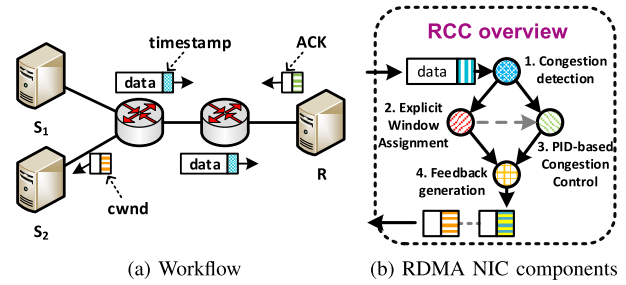 timestamp
ACK
data
S1
R
data
S2
cwnd
(a) Workflow
RCC overview
data
1. Congestion
detection
2. Explicit
Window
Assignment
3. PID-based
Congestion
Control
4. Feedback
generation
(b) RDMA NIC components